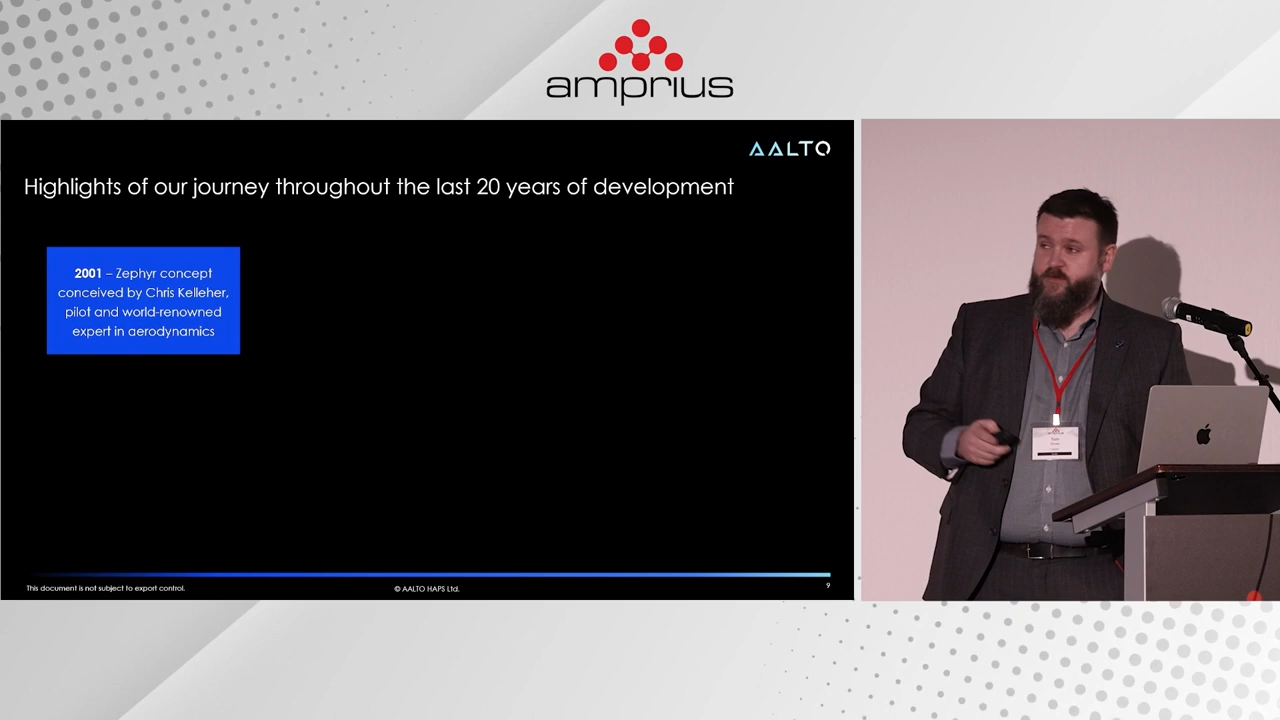 amprius
AALTO
Highlights of our journey throughout the last 20 years of development
2001 – Zephyr concept
conceived by Chris Kelleher,
pilot and world-renowned
expert in aerodynamics
This document is not subject to export control.
© AALTO HAPS Ltd.
9